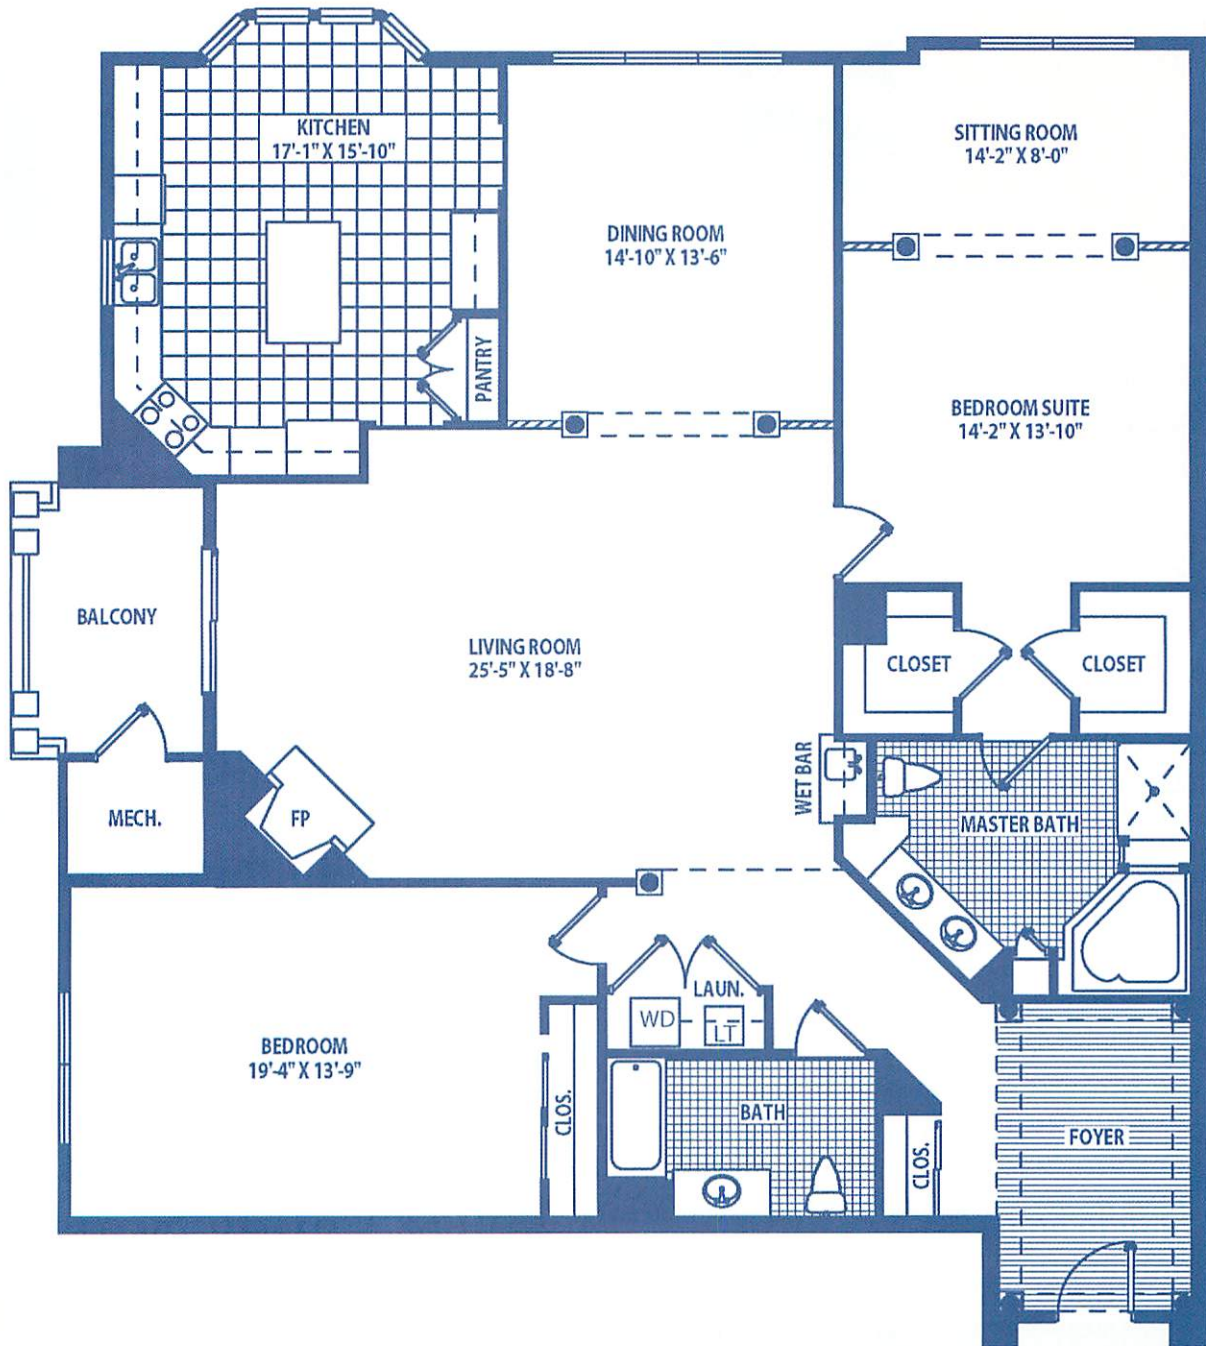 KITCHEN
17'-1" X 15'-10"
SITTING ROOM
14'-2" X 8'-0"
DINING ROOM
14'-10" X 13'-6"
PANTRY
BEDROOM SUITE
14'-2" X 13'-10"
BALCONY
LIVING ROOM
25'-5" X 18'-8"
CLOSET
CLOSET
WET BAR
MECH.
FP
MASTER BATH
LAUN.
WD
LT
BEDROOM
19'-4" X 13'-9"
CLOS.
BATH
CLOS.
FOYER